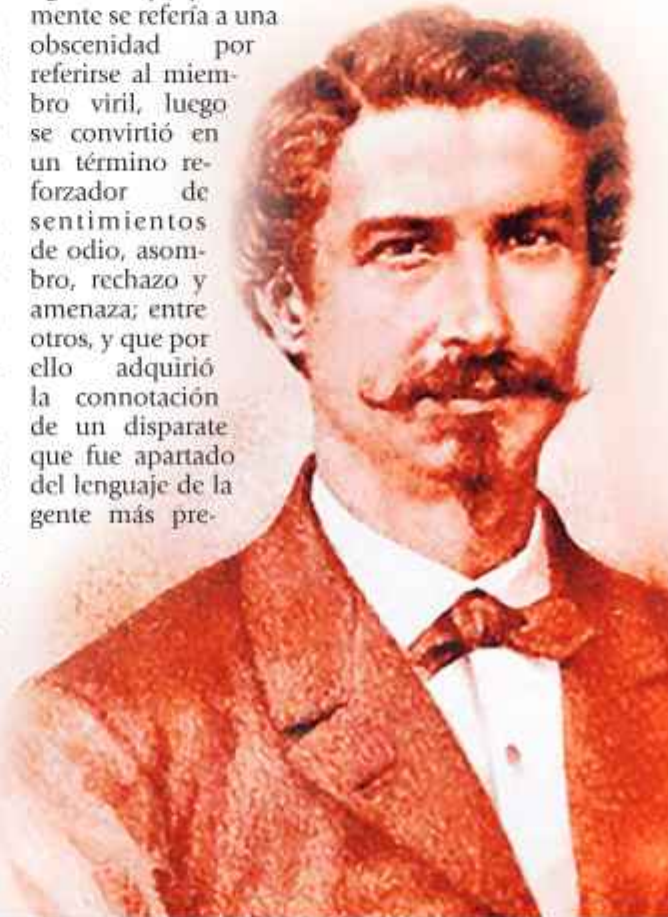 mente se refería a una
obscenidad por
referirse al miem-
bro viril, luego
se convirtió en
un término re-
forzador de
sentimientos
de odio, asom-
bro, rechazo y
amenaza; entre
otros, y que por
ello adquirió
la connotación
de un disparate
que fue apartado
del lenguaje de la
gente más pre-